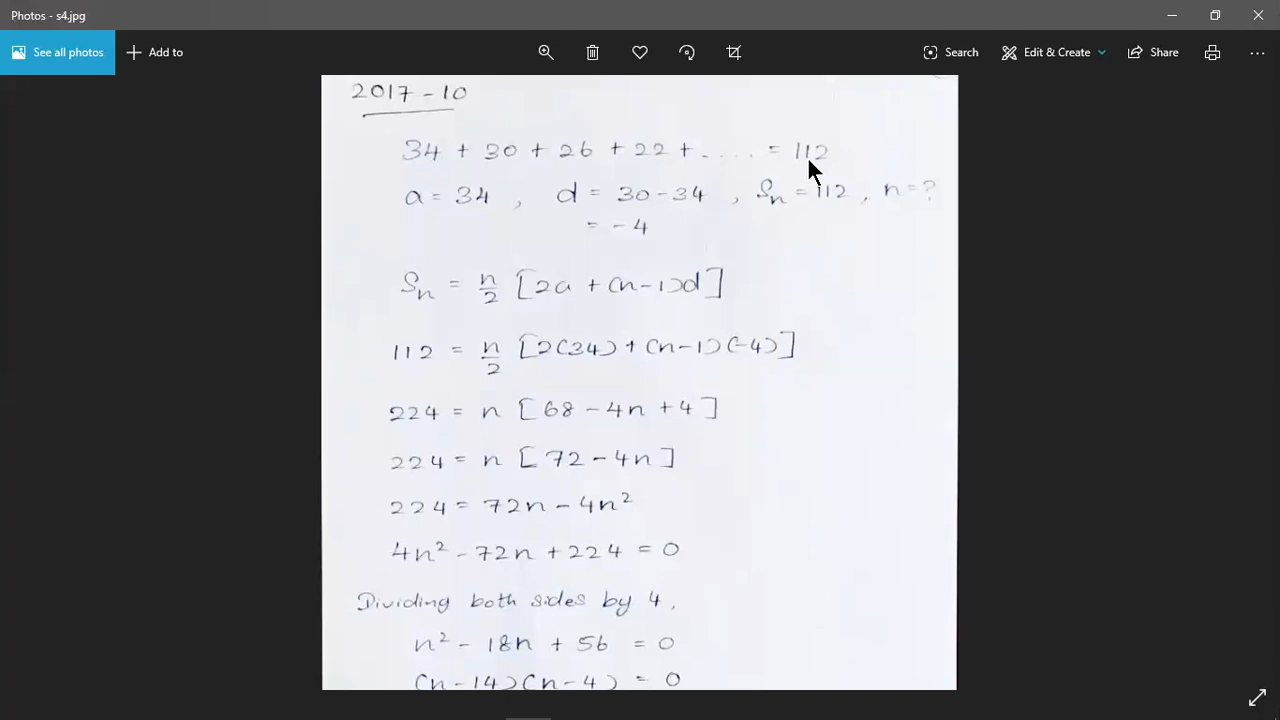 Photos - s4.jpg
See all photos
Add to
Search
Edit & Create
Share
2017 - 10
34 + 30 + 26 + 22 + ..... = 112
a = 34 , d = 30 - 34 , Sn = 112 , n = ?
= -4
Sn = n/2 [2a + (n-1)d]
112 = n/2 [2(34) + (n-1)(-4)]
224 = n [68 - 4n + 4]
224 = n [72 - 4n]
224 = 72n - 4n²
4n² - 72n + 224 = 0
Dividing both sides by 4,
n² - 18n + 56 = 0
(n-14)(n-4) = 0